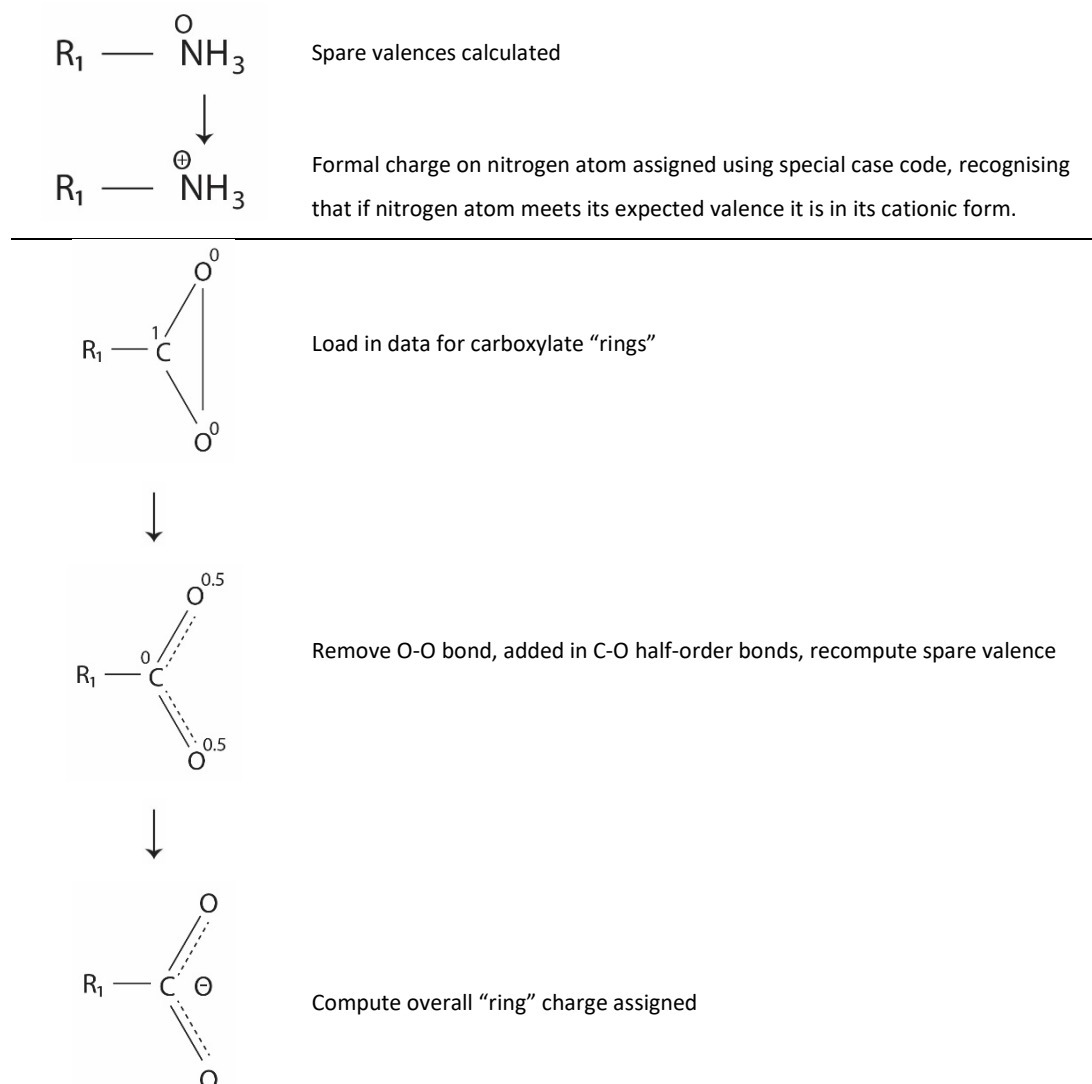 O
R₁ — NH₃
Spare valences calculated
⊕
R₁ — NH₃
Formal charge on nitrogen atom assigned using special case code, recognising
that if nitrogen atom meets its expected valence it is in its cationic form.
O⁰
R₁ — ¹C
Load in data for carboxylate “rings”
O⁰
O⁰·⁵
Remove O-O bond, added in C-O half-order bonds, recompute spare valence
R₁ — ⁰C
O⁰·⁵
O
R₁ — C ⊖
Compute overall “ring” charge assigned
O